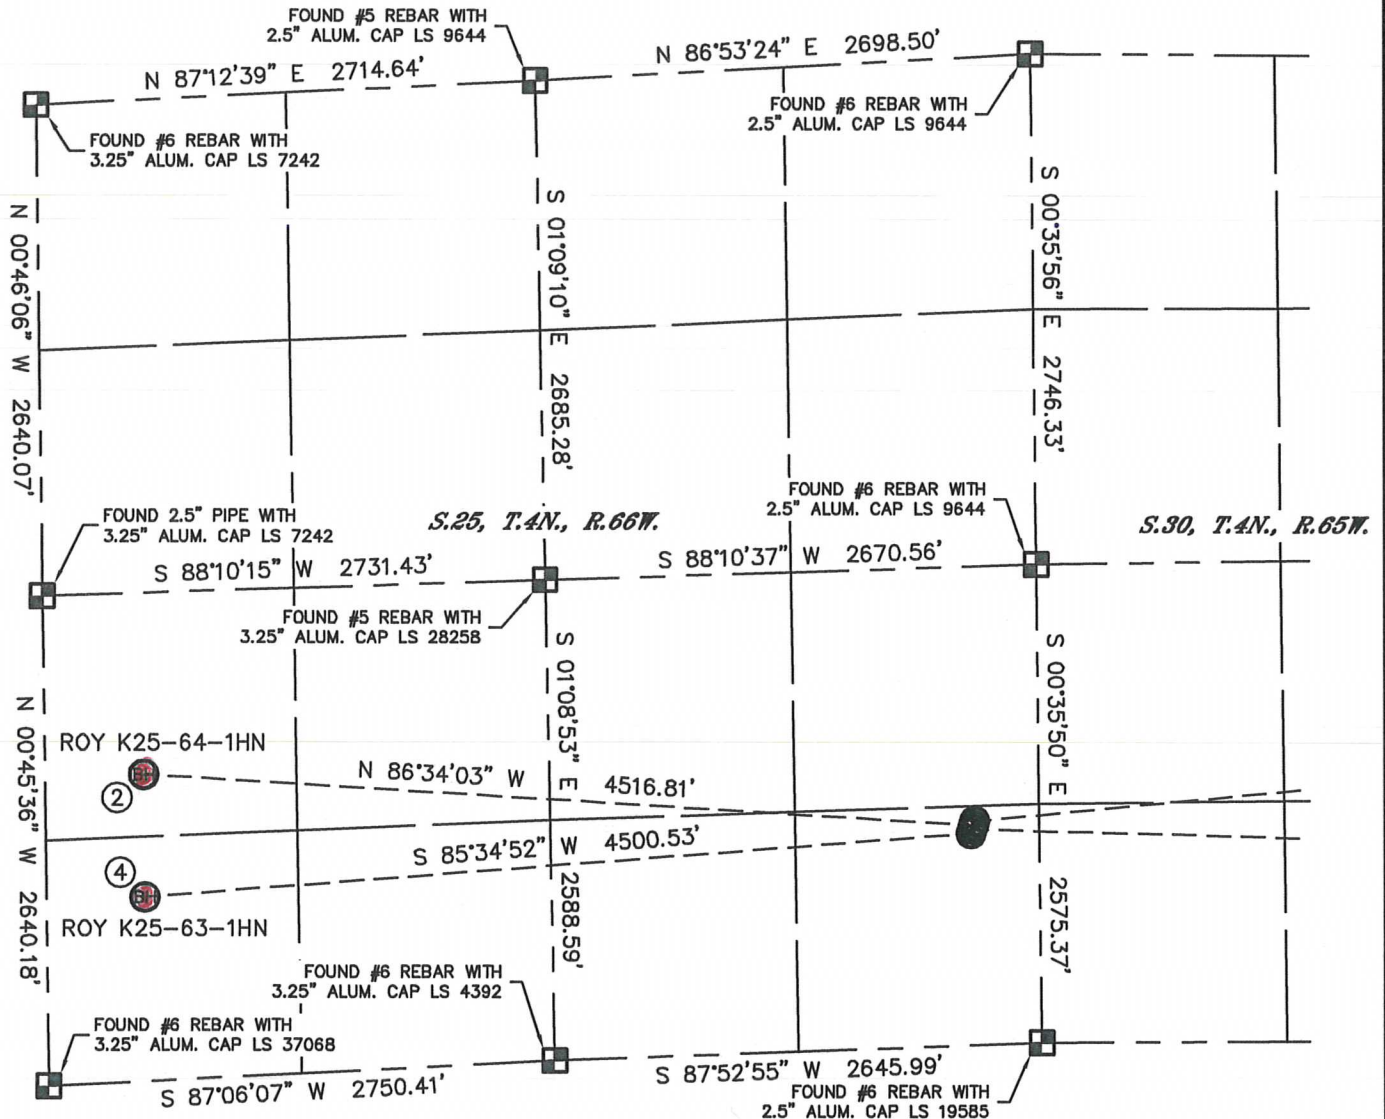 FOUND #5 REBAR WITH
2.5" ALUM. CAP LS 9644
N 86°53'24" E 2698.50'
N 87°12'39" E 2714.64'
FOUND #6 REBAR WITH
2.5" ALUM. CAP LS 9644
FOUND #6 REBAR WITH
3.25" ALUM. CAP LS 7242
N 00°46'06" W 2640.07'
S 01°09'10" E 2685.28'
S 00°35'56" E 2746.33'
FOUND #6 REBAR WITH
2.5" ALUM. CAP LS 9644
FOUND 2.5" PIPE WITH
3.25" ALUM. CAP LS 7242
S.25, T.4N., R.66W.
S.30, T.4N., R.65W.
S 88°10'15" W 2731.43'
S 88°10'37" W 2670.56'
FOUND #5 REBAR WITH
3.25" ALUM. CAP LS 28258
N 00°45'36" W 2640.18'
S 01°08'53" E 2588.59'
S 00°35'50" E 2575.37'
ROY K25-64-1HN
BH
2
N 86°34'03" W 4516.81'
S 85°34'52" W 4500.53'
4
BH
ROY K25-63-1HN
FOUND #6 REBAR WITH
3.25" ALUM. CAP LS 4392
FOUND #6 REBAR WITH
3.25" ALUM. CAP LS 37068
S 87°06'07" W 2750.41'
S 87°52'55" W 2645.99'
FOUND #6 REBAR WITH
2.5" ALUM. CAP LS 19585